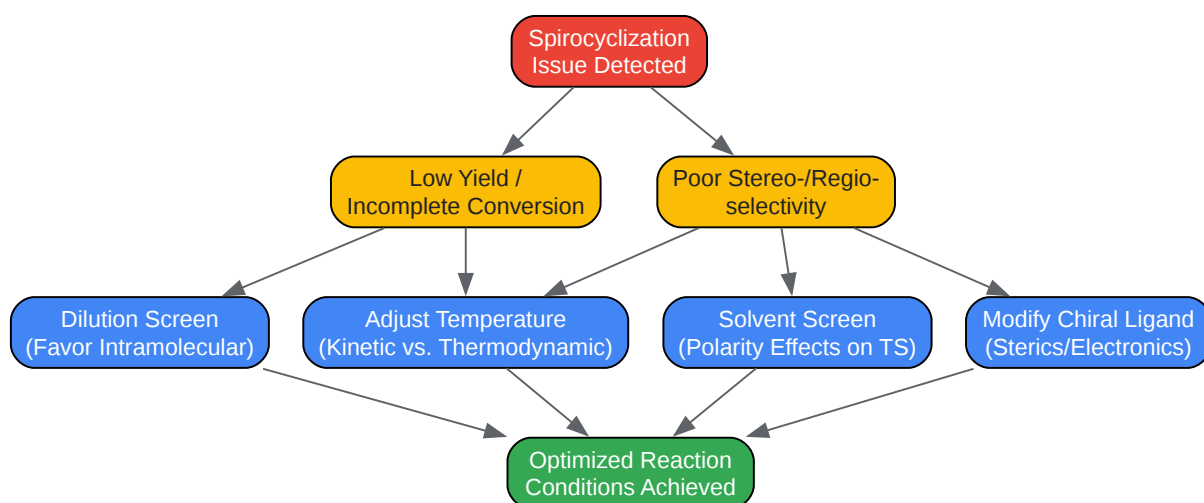 Spirocyclization
Issue Detected
Low Yield /
Incomplete Conversion
Poor Stereo-/Regio-
selectivity
Dilution Screen
(Favor Intramolecular)
Adjust Temperature
(Kinetic vs. Thermodynamic)
Solvent Screen
(Polarity Effects on TS)
Modify Chiral Ligand
(Sterics/Electronics)
Optimized Reaction
Conditions Achieved